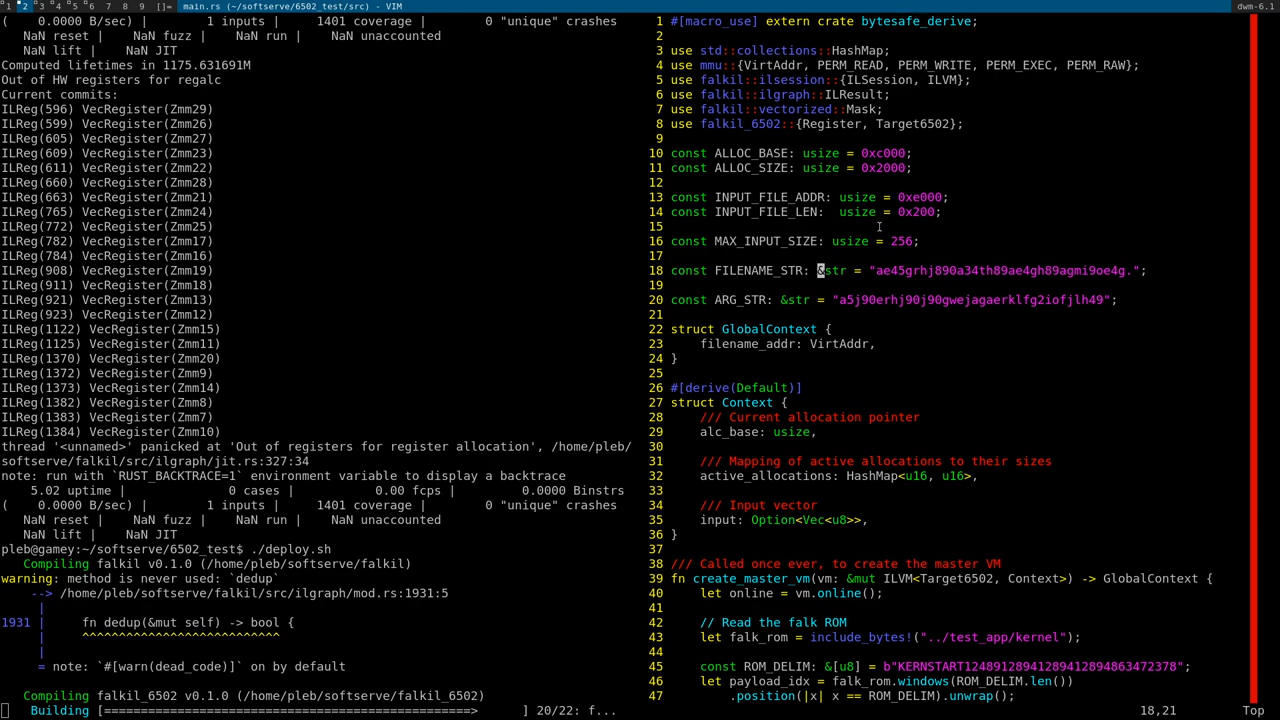 1 2 3 4 5 6 7 8 9 []= main.rs (~/softserve/6502_test/src) - VIM dwm-6.1
(    0.0000 B/sec) |          1 inputs |       1401 coverage |          0 "unique" crashes
   NaN reset |    NaN fuzz |    NaN run |    NaN unaccounted
   NaN lift |    NaN JIT
Computed lifetimes in 1175.631691M
Out of HW registers for regalc
Current commits:
ILReg(596) VecRegister(Zmm29)
ILReg(599) VecRegister(Zmm26)
ILReg(605) VecRegister(Zmm27)
ILReg(609) VecRegister(Zmm23)
ILReg(611) VecRegister(Zmm22)
ILReg(660) VecRegister(Zmm28)
ILReg(663) VecRegister(Zmm21)
ILReg(765) VecRegister(Zmm24)
ILReg(772) VecRegister(Zmm25)
ILReg(782) VecRegister(Zmm17)
ILReg(784) VecRegister(Zmm16)
ILReg(908) VecRegister(Zmm19)
ILReg(911) VecRegister(Zmm18)
ILReg(921) VecRegister(Zmm13)
ILReg(923) VecRegister(Zmm12)
ILReg(1122) VecRegister(Zmm15)
ILReg(1125) VecRegister(Zmm11)
ILReg(1370) VecRegister(Zmm20)
ILReg(1372) VecRegister(Zmm9)
ILReg(1373) VecRegister(Zmm14)
ILReg(1382) VecRegister(Zmm8)
ILReg(1383) VecRegister(Zmm7)
ILReg(1384) VecRegister(Zmm10)
thread '<unnamed>' panicked at 'Out of registers for register allocation', /home/pleb/
softserve/falkil/src/ilgraph/jit.rs:327:34
note: run with `RUST_BACKTRACE=1` environment variable to display a backtrace
    5.02 uptime |              0 cases |           0.00 fcps |         0.0000 Binstrs
(    0.0000 B/sec) |          1 inputs |       1401 coverage |          0 "unique" crashes
   NaN reset |    NaN fuzz |    NaN run |    NaN unaccounted
   NaN lift |    NaN JIT
pleb@gamey:~/softserve/6502_test$ ./deploy.sh
   Compiling falkil v0.1.0 (/home/pleb/softserve/falkil)
warning: method is never used: `dedup`
    --> /home/pleb/softserve/falkil/src/ilgraph/mod.rs:1931:5
     |
1931 |     fn dedup(&mut self) -> bool {
     |     ^^^^^^^^^^^^^^^^^^^^^^^^^^^
     |
     = note: `#[warn(dead_code)]` on by default

   Compiling falkil_6502 v0.1.0 (/home/pleb/softserve/falkil_6502)
    Building [==================================================>      ] 20/22: f...
1 #[macro_use] extern crate bytesafe_derive;
2
3 use std::collections::HashMap;
4 use mmu::{VirtAddr, PERM_READ, PERM_WRITE, PERM_EXEC, PERM_RAW};
5 use falkil::ilsession::{ILSession, ILVM};
6 use falkil::ilgraph::ILResult;
7 use falkil::vectorized::Mask;
8 use falkil_6502::{Register, Target6502};
9
10 const ALLOC_BASE: usize = 0xc000;
11 const ALLOC_SIZE: usize = 0x2000;
12
13 const INPUT_FILE_ADDR: usize = 0xe000;
14 const INPUT_FILE_LEN:  usize = 0x200;
15
16 const MAX_INPUT_SIZE: usize = 256;
17
18 const FILENAME_STR: &str = "ae45grhj890a34th89ae4gh89agmi9oe4g.";
19
20 const ARG_STR: &str = "a5j90erhj90j90gwejagaerklfg2iofjlh49";
21
22 struct GlobalContext {
23     filename_addr: VirtAddr,
24 }
25
26 #[derive(Default)]
27 struct Context {
28     /// Current allocation pointer
29     alc_base: usize,
30
31     /// Mapping of active allocations to their sizes
32     active_allocations: HashMap<u16, u16>,
33
34     /// Input vector
35     input: Option<Vec<u8>>,
36 }
37
38 /// Called once ever, to create the master VM
39 fn create_master_vm(vm: &mut ILVM<Target6502, Context>) -> GlobalContext {
40     let online = vm.online();
41
42     // Read the falk ROM
43     let falk_rom = include_bytes!("../test_app/kernel");
44
45     const ROM_DELIM: &[u8] = b"KERNSTART124891289412894128948​63472378";
46     let payload_idx = falk_rom.windows(ROM_DELIM.len())
47         .position(|x| x == ROM_DELIM).unwrap();
18,21 Top